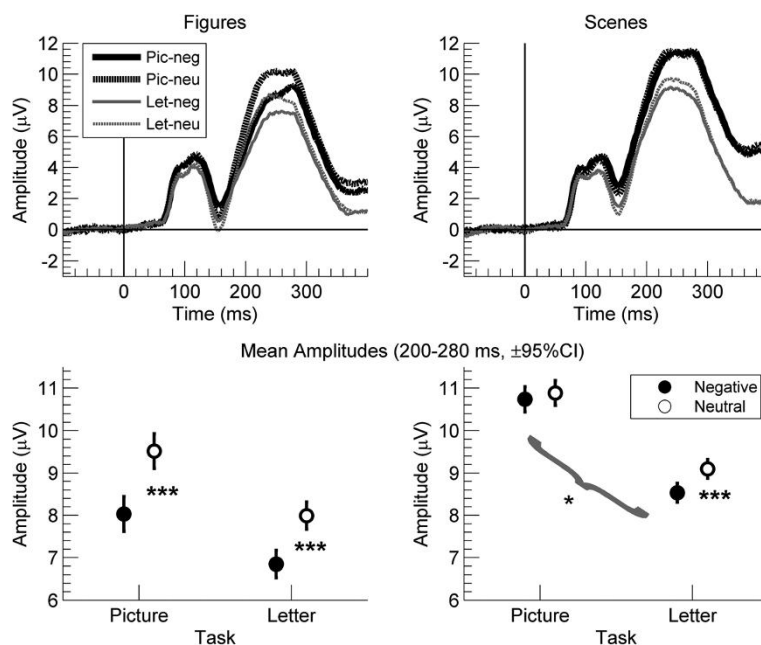 Figures
Scenes
Pic-neg
Pic-neu
Let-neg
Let-neu
Amplitude (µV)
12
10
8
6
4
2
0
-2
0
100
200
300
Time (ms)
Amplitude (µV)
12
10
8
6
4
2
0
-2
0
100
200
300
Time (ms)
Mean Amplitudes (200-280 ms, ±95%CI)
Amplitude (µV)
11
10
9
8
7
6
***
***
Picture
Letter
Task
Amplitude (µV)
11
10
9
8
7
6
Negative
Neutral
*
***
Picture
Letter
Task